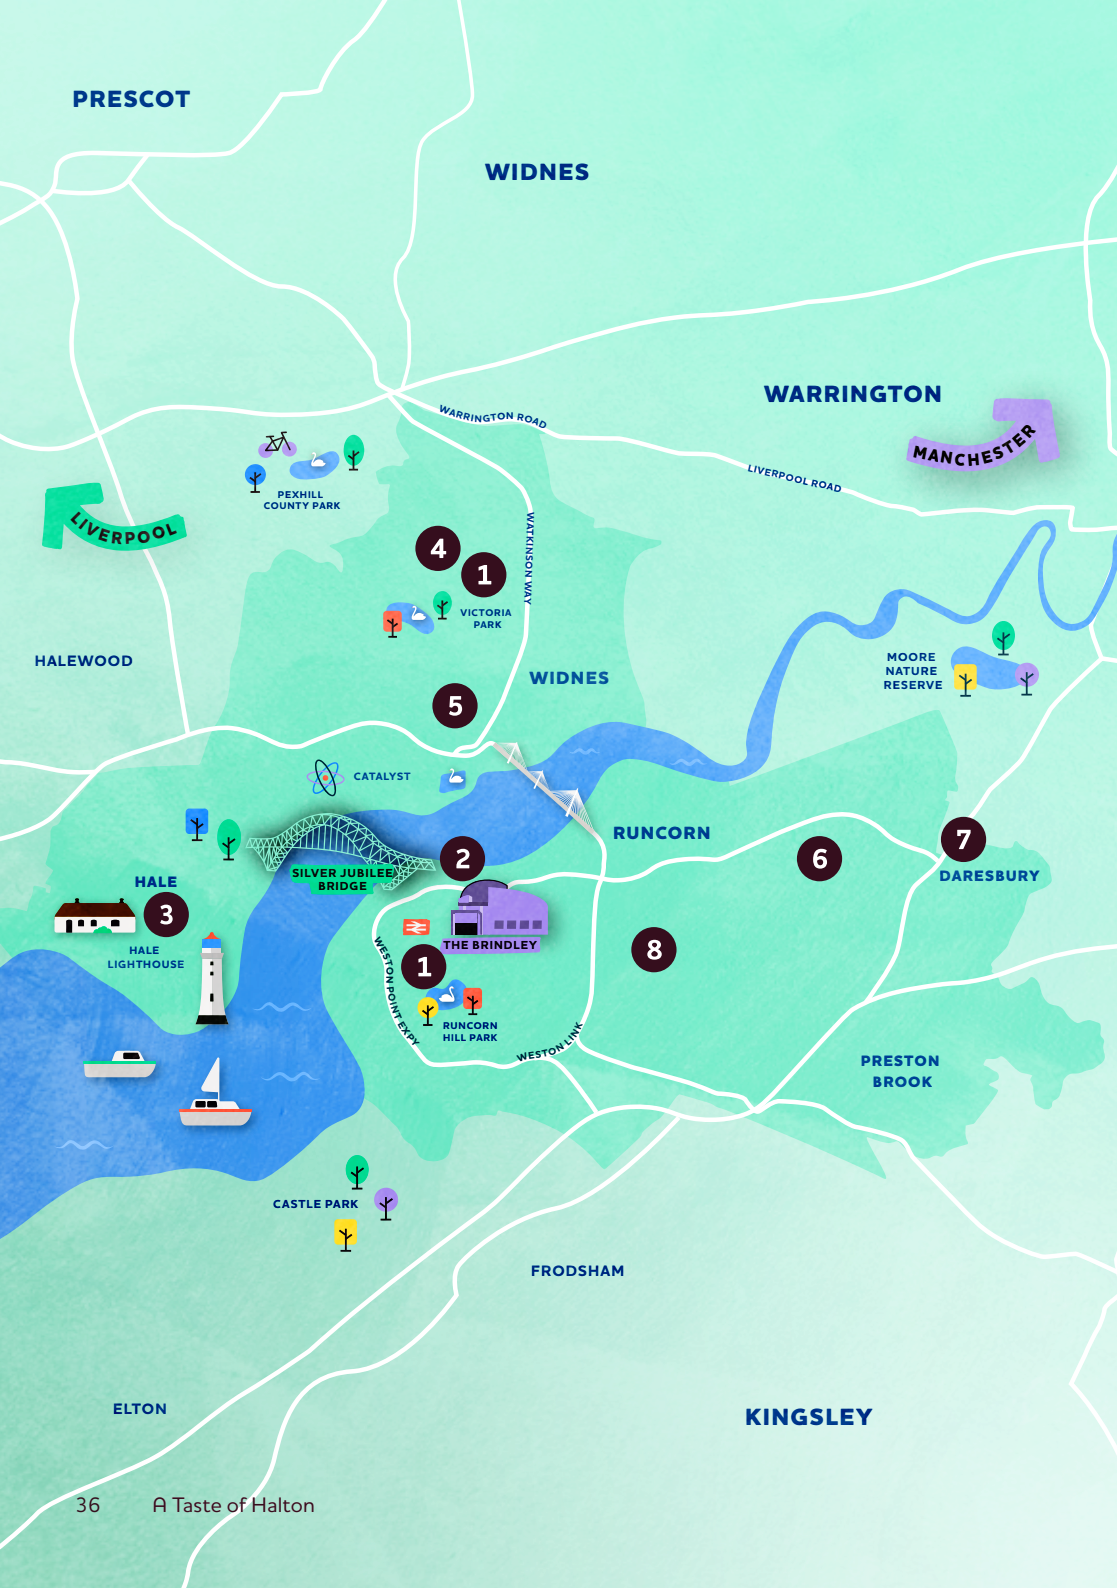 PRESCOT
WIDNES
WARRINGTON
WARRINGTON ROAD
MANCHESTER
LIVERPOOL ROAD
PEXHILL
COUNTY PARK
LIVERPOOL
WATKINSON WAY
4
1
VICTORIA
PARK
HALEWOOD
MOORE
NATURE
RESERVE
WIDNES
5
CATALYST
RUNCORN
SILVER JUBILEE
BRIDGE
2
6
7
DARESBURY
HALE
3
HALE
LIGHTHOUSE
THE BRINDLEY
8
1
WESTON POINT EXPY
RUNCORN
HILL PARK
WESTON LINK
PRESTON
BROOK
CASTLE PARK
FRODSHAM
ELTON
KINGSLEY
36 A Taste of Halton